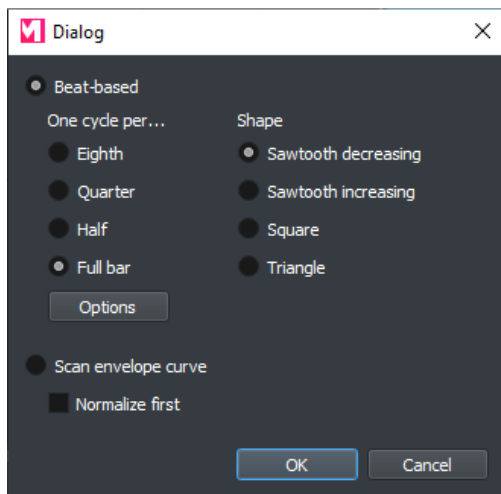 Dialog
Beat-based
One cycle per...
Eighth
Quarter
Half
Full bar
Options
Shape
Sawtooth decreasing
Sawtooth increasing
Square
Triangle
Scan envelope curve
Normalize first
OK
Cancel